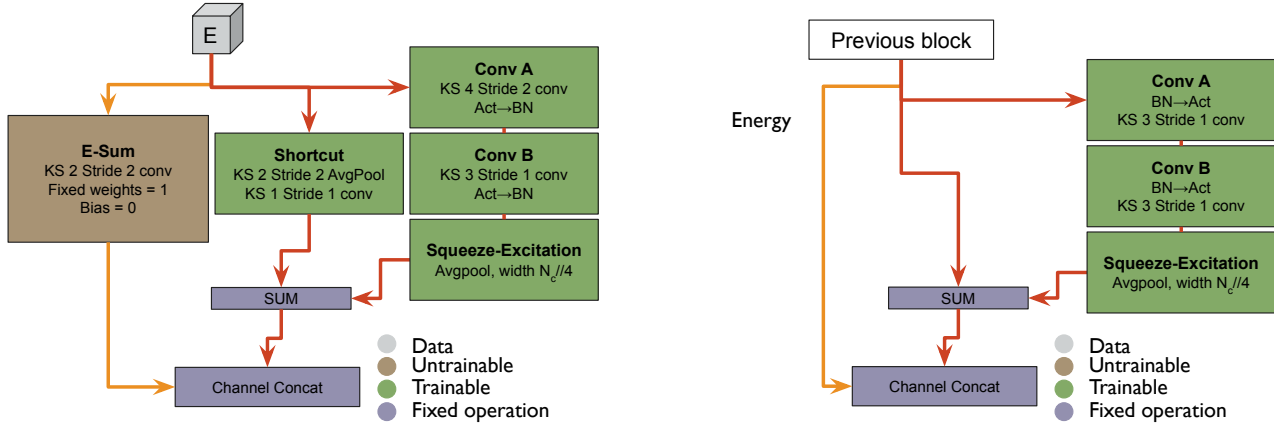 E
E-Sum
KS 2 Stride 2 conv
Fixed weights = 1
Bias = 0
Shortcut
KS 2 Stride 2 AvgPool
KS 1 Stride 1 conv
Conv A
KS 4 Stride 2 conv
Act→BN
Conv B
KS 3 Stride 1 conv
Act→BN
Squeeze-Excitation
Avgpool, width N_c//4
SUM
Channel Concat
Data
Untrainable
Trainable
Fixed operation
Previous block
Energy
Conv A
BN→Act
KS 3 Stride 1 conv
Conv B
BN→Act
KS 3 Stride 1 conv
Squeeze-Excitation
Avgpool, width N_c//4
SUM
Channel Concat
Data
Untrainable
Trainable
Fixed operation